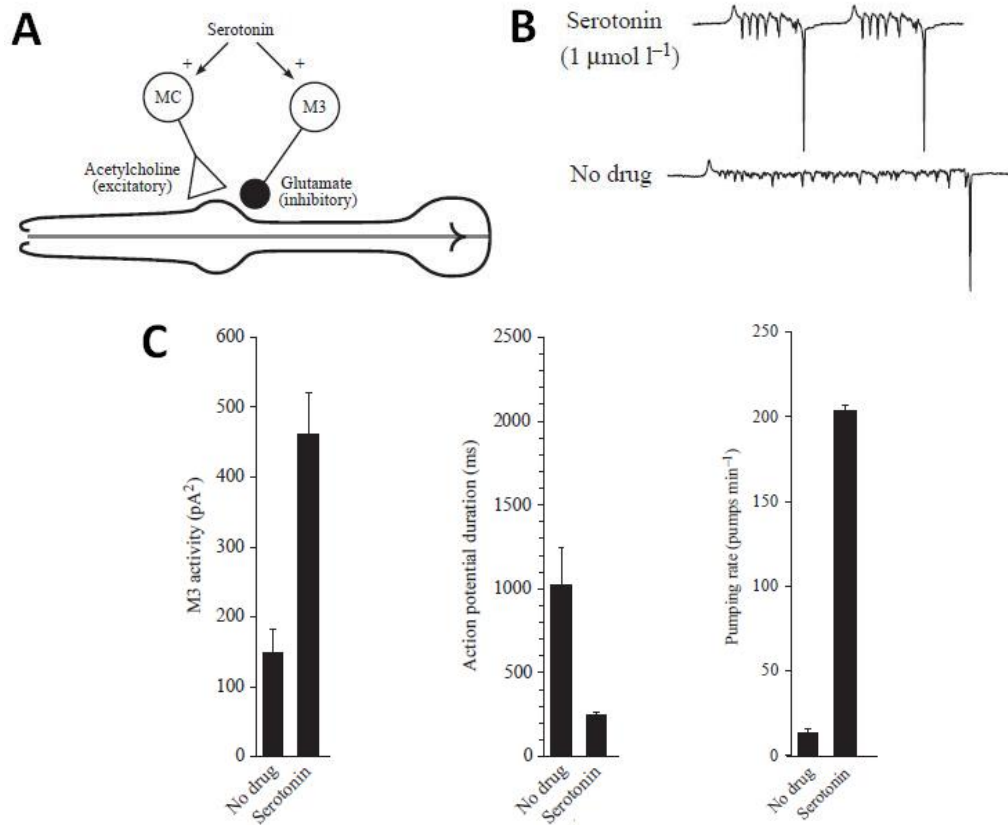 A
Serotonin
+ +
MC M3
Acetylcholine
(excitatory)
Glutamate
(inhibitory)
B
Serotonin
(1 μmol l⁻¹)
No drug
C
M3 activity (pA²)
600
500
400
300
200
100
0
No drug
Serotonin
Action potential duration (ms)
2500
2000
1500
1000
500
0
No drug
Serotonin
Pumping rate (pumps min⁻¹)
250
200
150
100
50
0
No drug
Serotonin